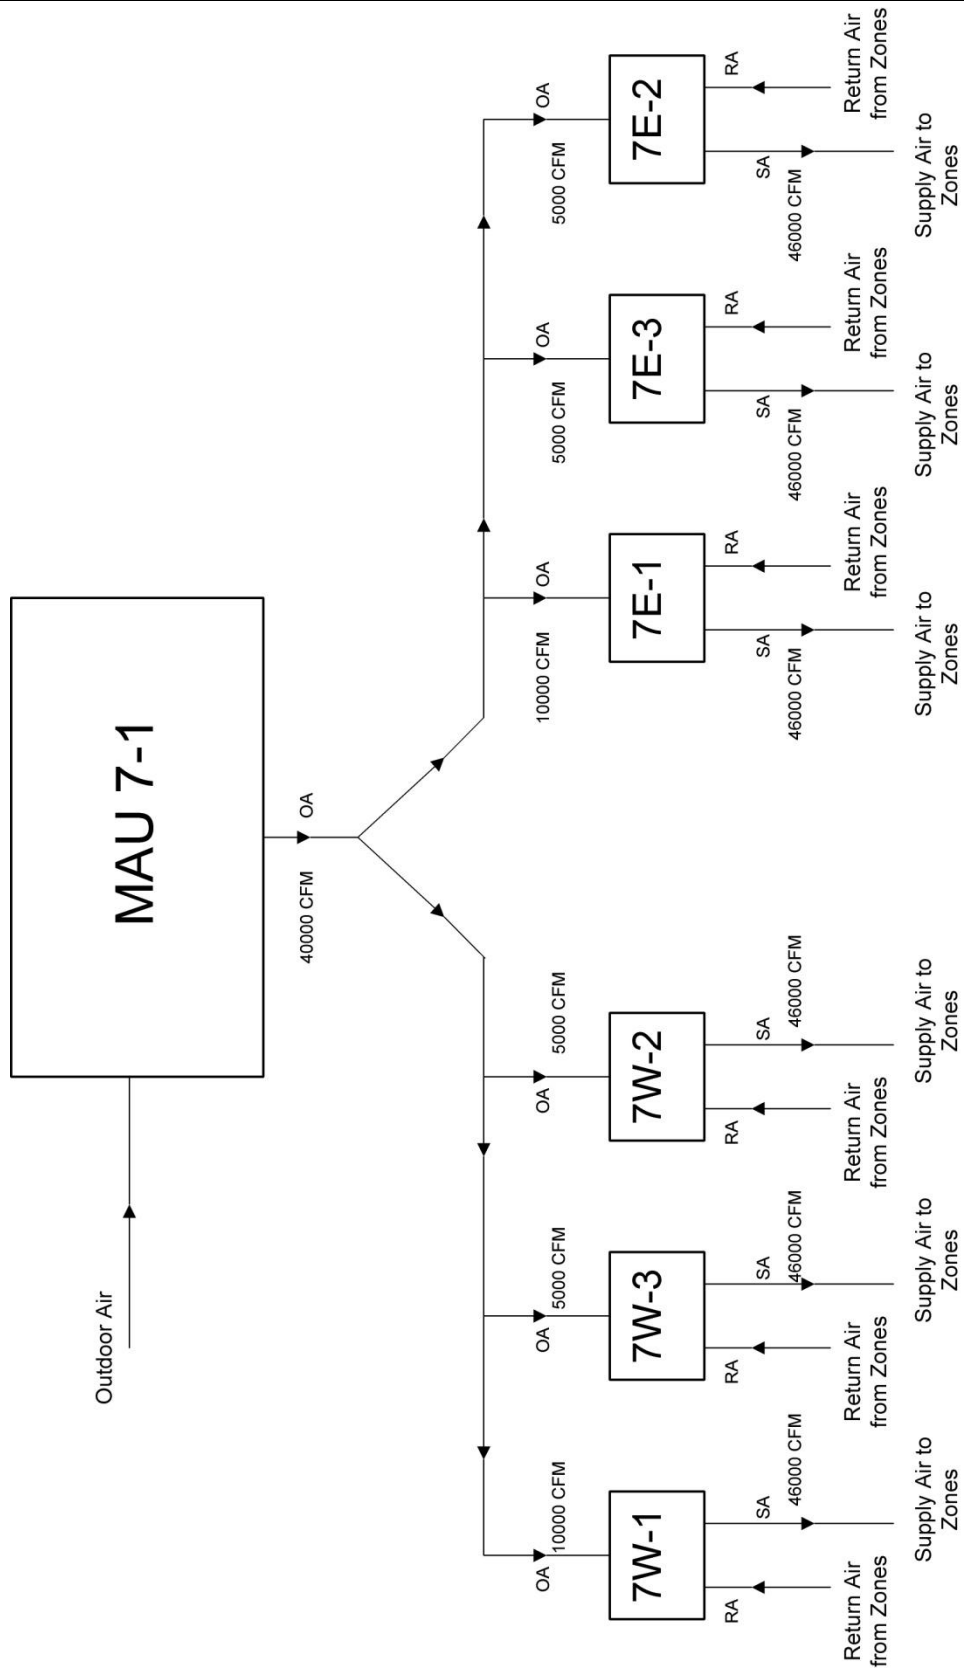 Outdoor Air
MAU 7-1
40000 CFM
OA
10000 CFM
OA
5000 CFM
OA
5000 CFM
OA
10000 CFM
OA
5000 CFM
OA
5000 CFM
OA
7W-1
7W-3
7W-2
7E-1
7E-3
7E-2
RA
SA
46000 CFM
RA
SA
46000 CFM
RA
SA
46000 CFM
46000 CFM
SA
RA
46000 CFM
SA
RA
46000 CFM
SA
RA
Return Air
from Zones
Supply Air to
Zones
Return Air
from Zones
Supply Air to
Zones
Return Air
from Zones
Supply Air to
Zones
Supply Air to
Zones
Return Air
from Zones
Supply Air to
Zones
Return Air
from Zones
Supply Air to
Zones
Return Air
from Zones